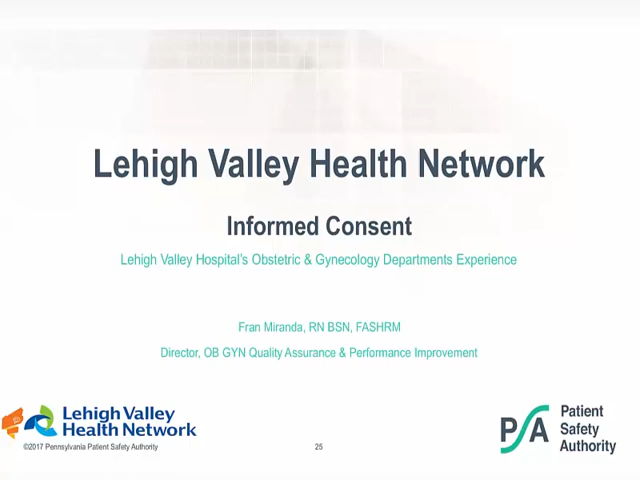 Lehigh Valley Health Network
Informed Consent
Lehigh Valley Hospital's Obstetric & Gynecology Departments Experience
Fran Miranda, RN BSN, FASHRM
Director, OB GYN Quality Assurance & Performance Improvement
Lehigh Valley
Health Network
©2017 Pennsylvania Patient Safety Authority
25
PSA
Patient
Safety
Authority